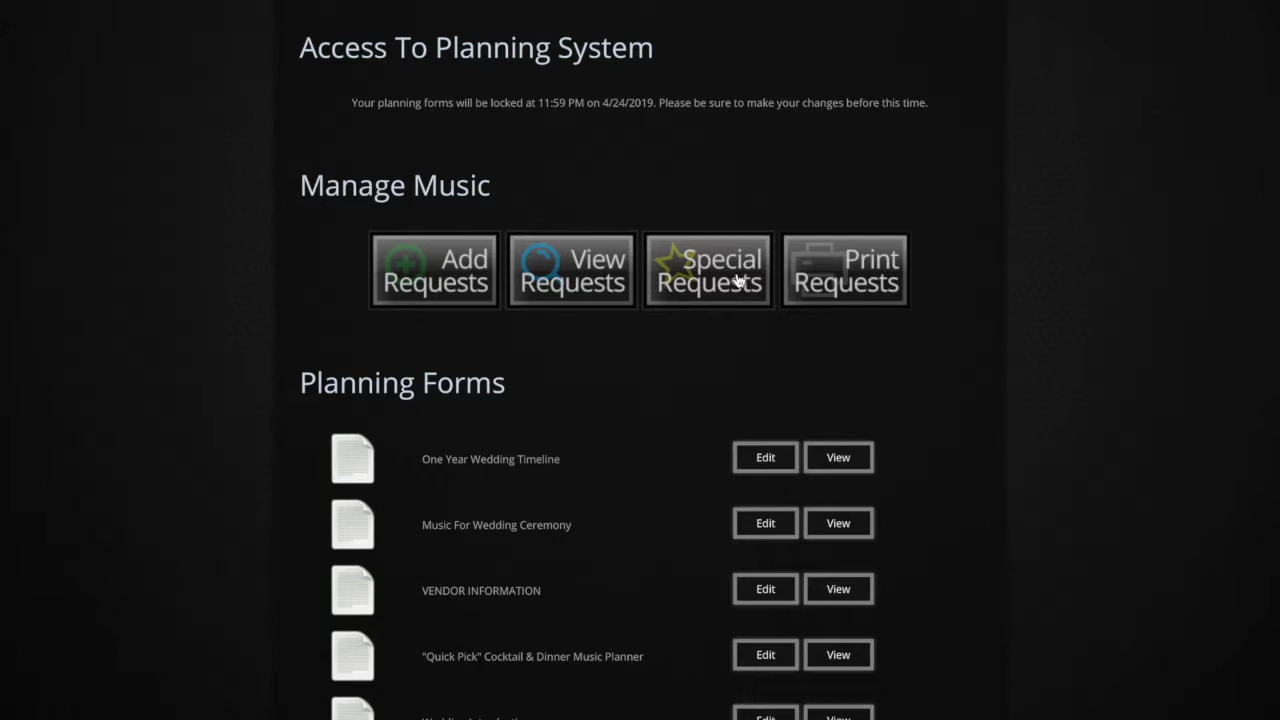 Access To Planning System
Your planning forms will be locked at 11:59 PM on 4/24/2019. Please be sure to make your changes before this time.
Manage Music
Add Requests
View Requests
Special Requests
Print Requests
Planning Forms
One Year Wedding Timeline Edit View
Music For Wedding Ceremony Edit View
VENDOR INFORMATION Edit View
"Quick Pick" Cocktail & Dinner Music Planner Edit View
Edit View